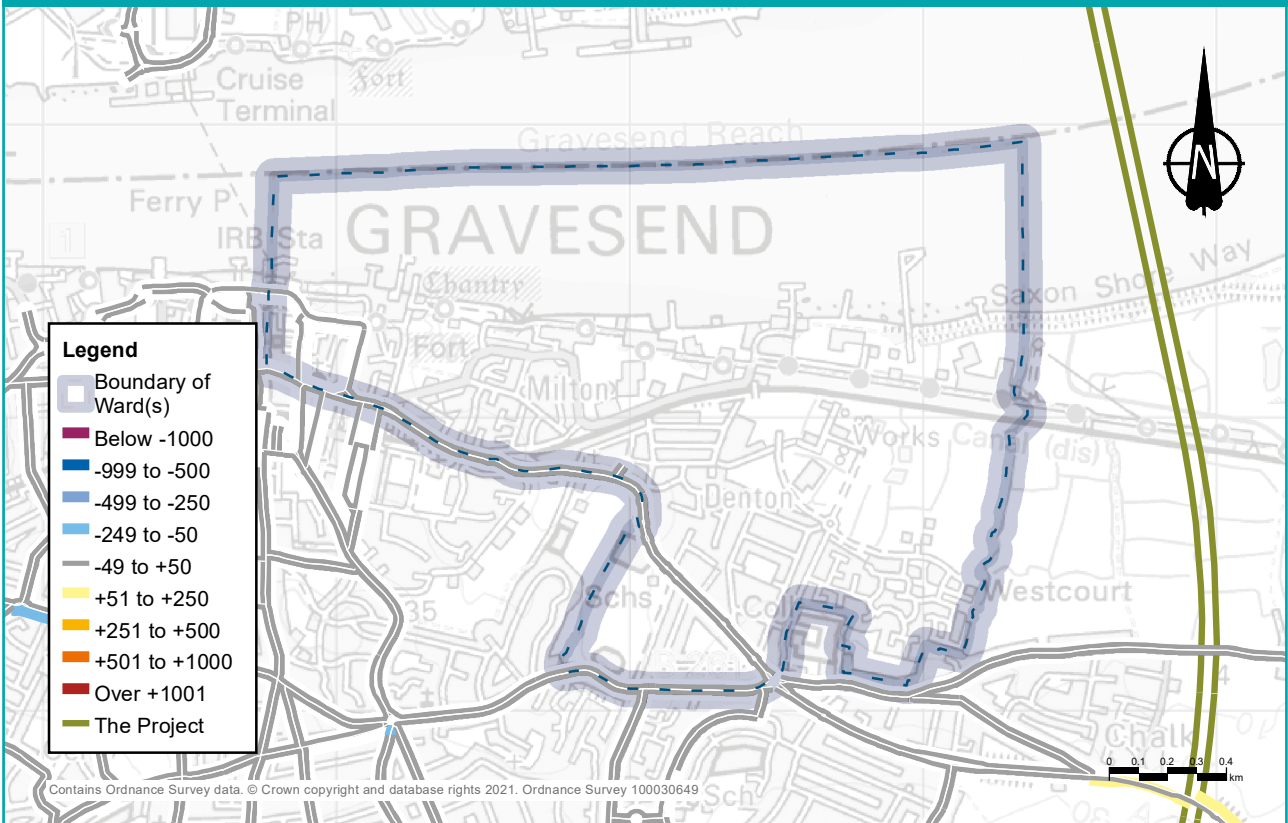 PH
Cruise
Terminal
Fort
Gravesend Reach
N
Ferry P
GRAVESEND
IRB Sta
Chantry
Saxon Shore Way
Fort
Milton
Works
Canal (dis)
Denton
Schs
Westcourt
35
4
Chalk
Sch
Legend
Boundary of
Ward(s)
Below -1000
-999 to -500
-499 to -250
-249 to -50
-49 to +50
+51 to +250
+251 to +500
+501 to +1000
Over +1001
The Project
0 0.1 0.2 0.3 0.4
km
Contains Ordnance Survey data. © Crown copyright and database rights 2021. Ordnance Survey 100030649